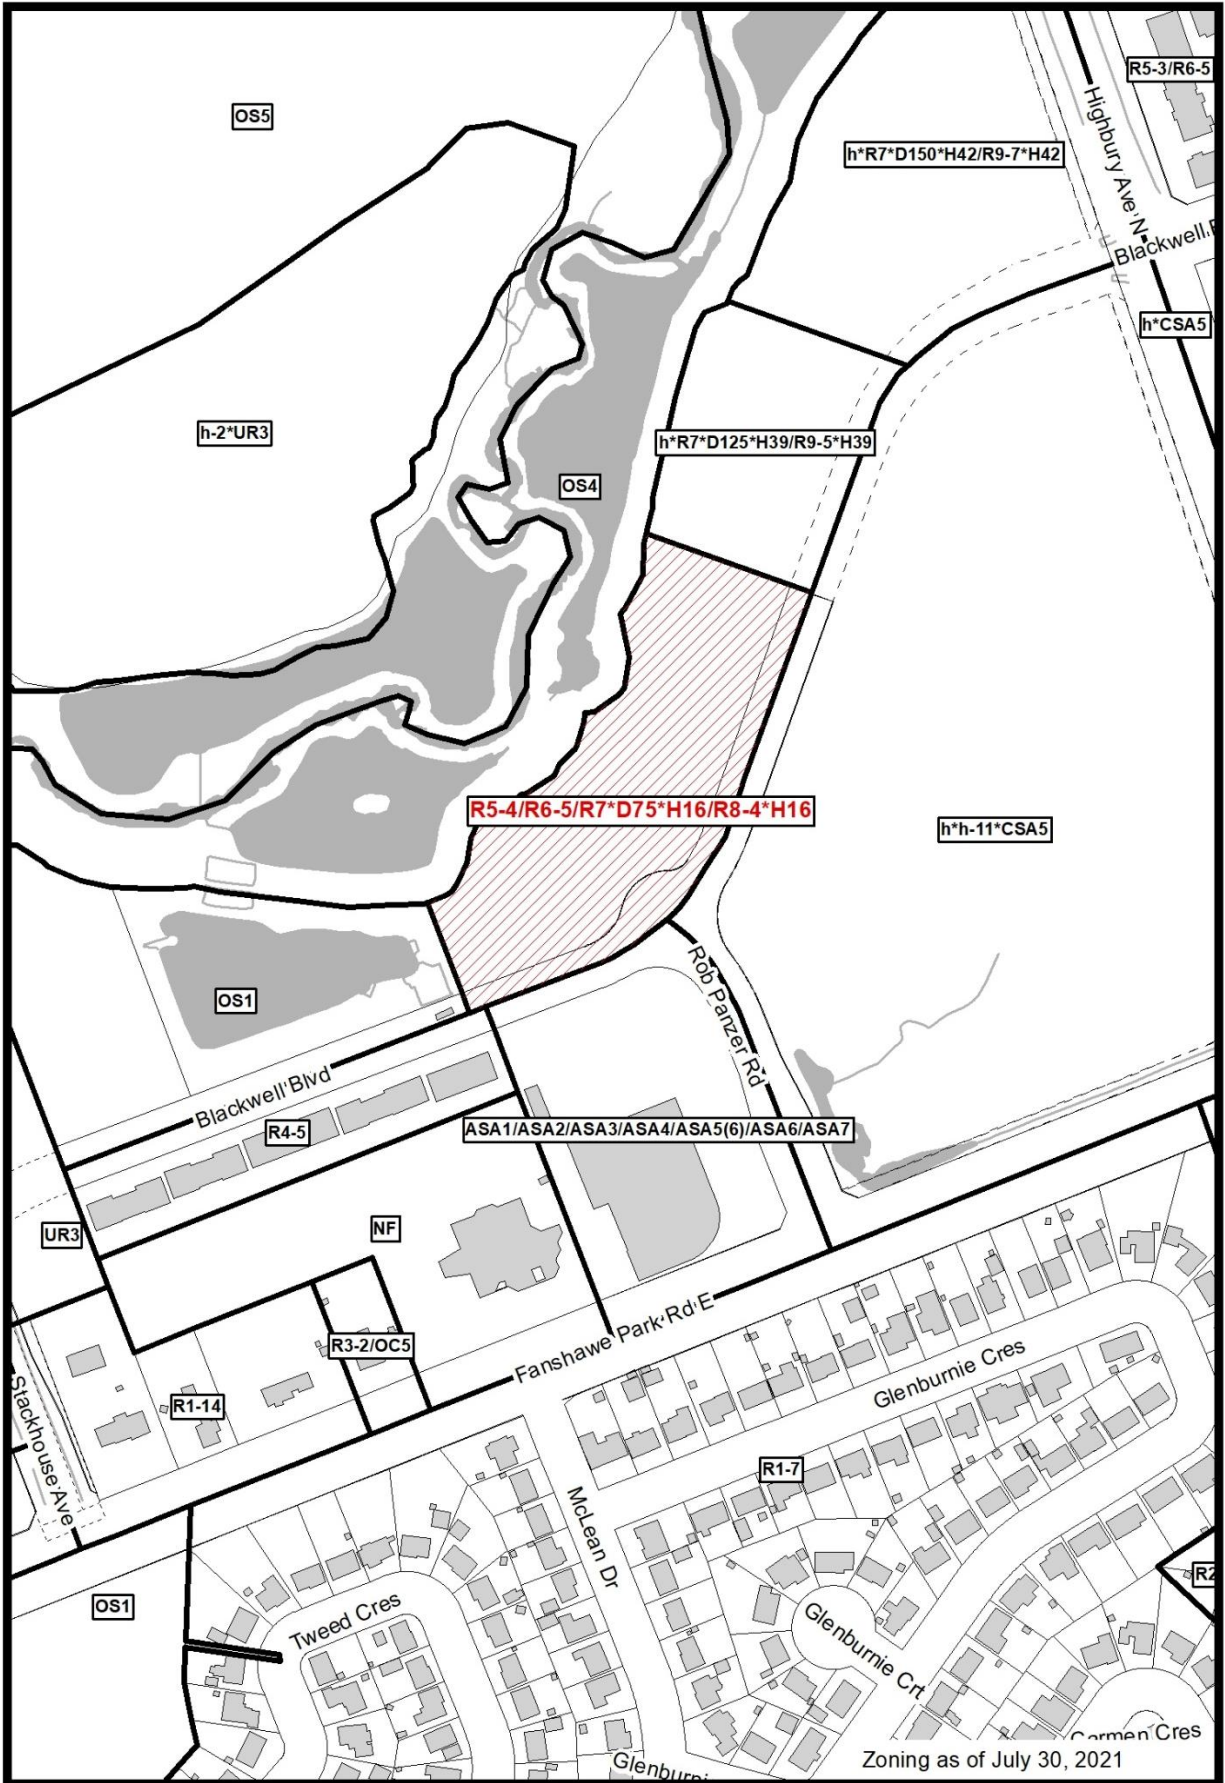 R5-3/R6-5
OS5
h*R7*D150*H42/R9-7*H42
Highbury Ave N
Blackwell
h*CSA5
h-2*UR3
h*R7*D125*H39/R9-5*H39
OS4
R5-4/R6-5/R7*D75*H16/R8-4*H16
h*h-11*CSA5
OS1
Rob Panzer Rd
Blackwell Blvd
R4-5
ASA1/ASA2/ASA3/ASA4/ASA5(6)/ASA6/ASA7
UR3
NF
R3-2/OC5
Fanshawe Park Rd E
Glenburnie Cres
Stackhouse Ave
R1-14
R1-7
McLean Dr
R2
OS1
Tweed Cres
Glenburnie Crt
Carmen Cres
Glenburni
Zoning as of July 30, 2021